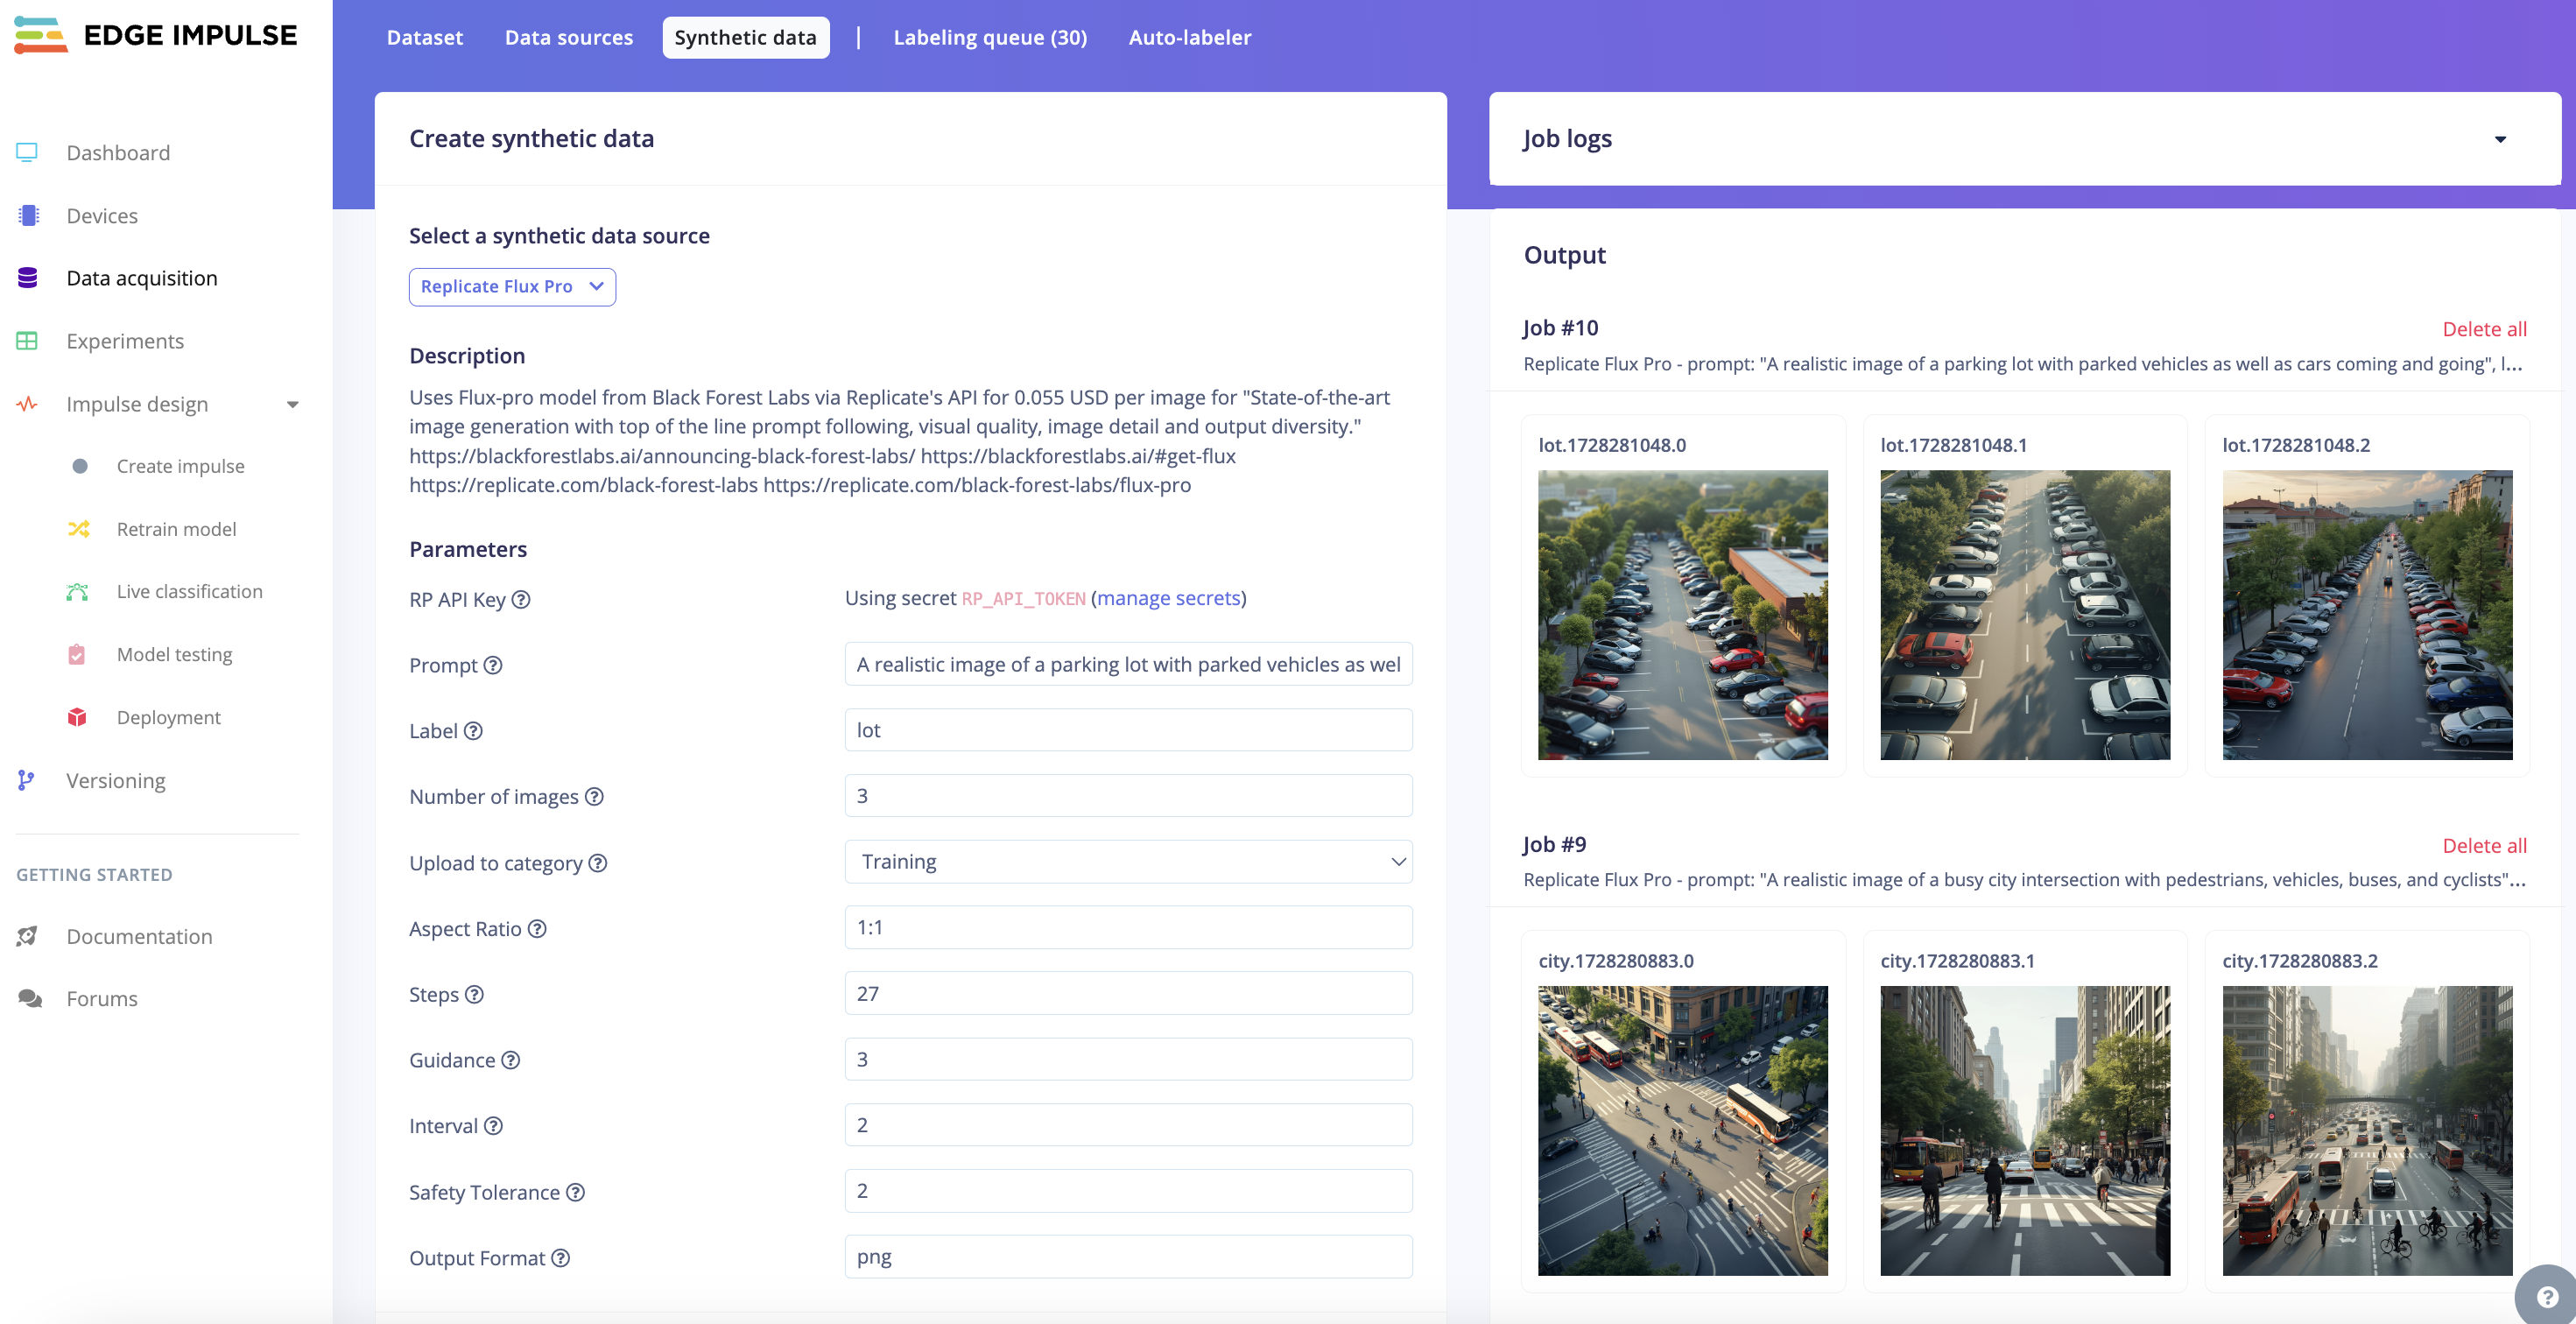 EDGE IMPULSE
Dashboard
Devices
Data acquisition
Experiments
Impulse design
Create impulse
Retrain model
Live classification
Model testing
Deployment
Versioning
GETTING STARTED
Documentation
Forums
Dataset
Data sources
Synthetic data
|
Labeling queue (30)
Auto-labeler
Create synthetic data
Select a synthetic data source
Replicate Flux Pro
Description
Uses Flux-pro model from Black Forest Labs via Replicate's API for 0.055 USD per image for "State-of-the-art
image generation with top of the line prompt following, visual quality, image detail and output diversity."
https://blackforestlabs.ai/announcing-black-forest-labs/ https://blackforestlabs.ai/#get-flux
https://replicate.com/black-forest-labs https://replicate.com/black-forest-labs/flux-pro
Parameters
RP API Key ? Using secret RP_API_TOKEN (manage secrets)
Prompt ? A realistic image of a parking lot with parked vehicles as wel
Label ? lot
Number of images ? 3
Upload to category ? Training
Aspect Ratio ? 1:1
Steps ? 27
Guidance ? 3
Interval ? 2
Safety Tolerance ? 2
Output Format ? png
Job logs
Output
Job #10 Delete all
Replicate Flux Pro - prompt: "A realistic image of a parking lot with parked vehicles as well as cars coming and going", l...
lot.1728281048.0 lot.1728281048.1 lot.1728281048.2
Job #9 Delete all
Replicate Flux Pro - prompt: "A realistic image of a busy city intersection with pedestrians, vehicles, buses, and cyclists"...
city.1728280883.0 city.1728280883.1 city.1728280883.2
?